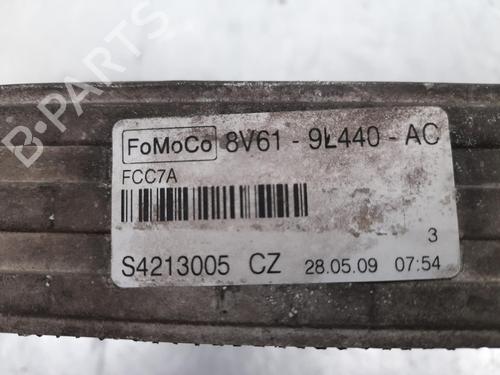 FoMoCo 8V61 - 9L440 - AC
FCC7A
3
S4213005 CZ 28.05.09 07:54
B-PARTS